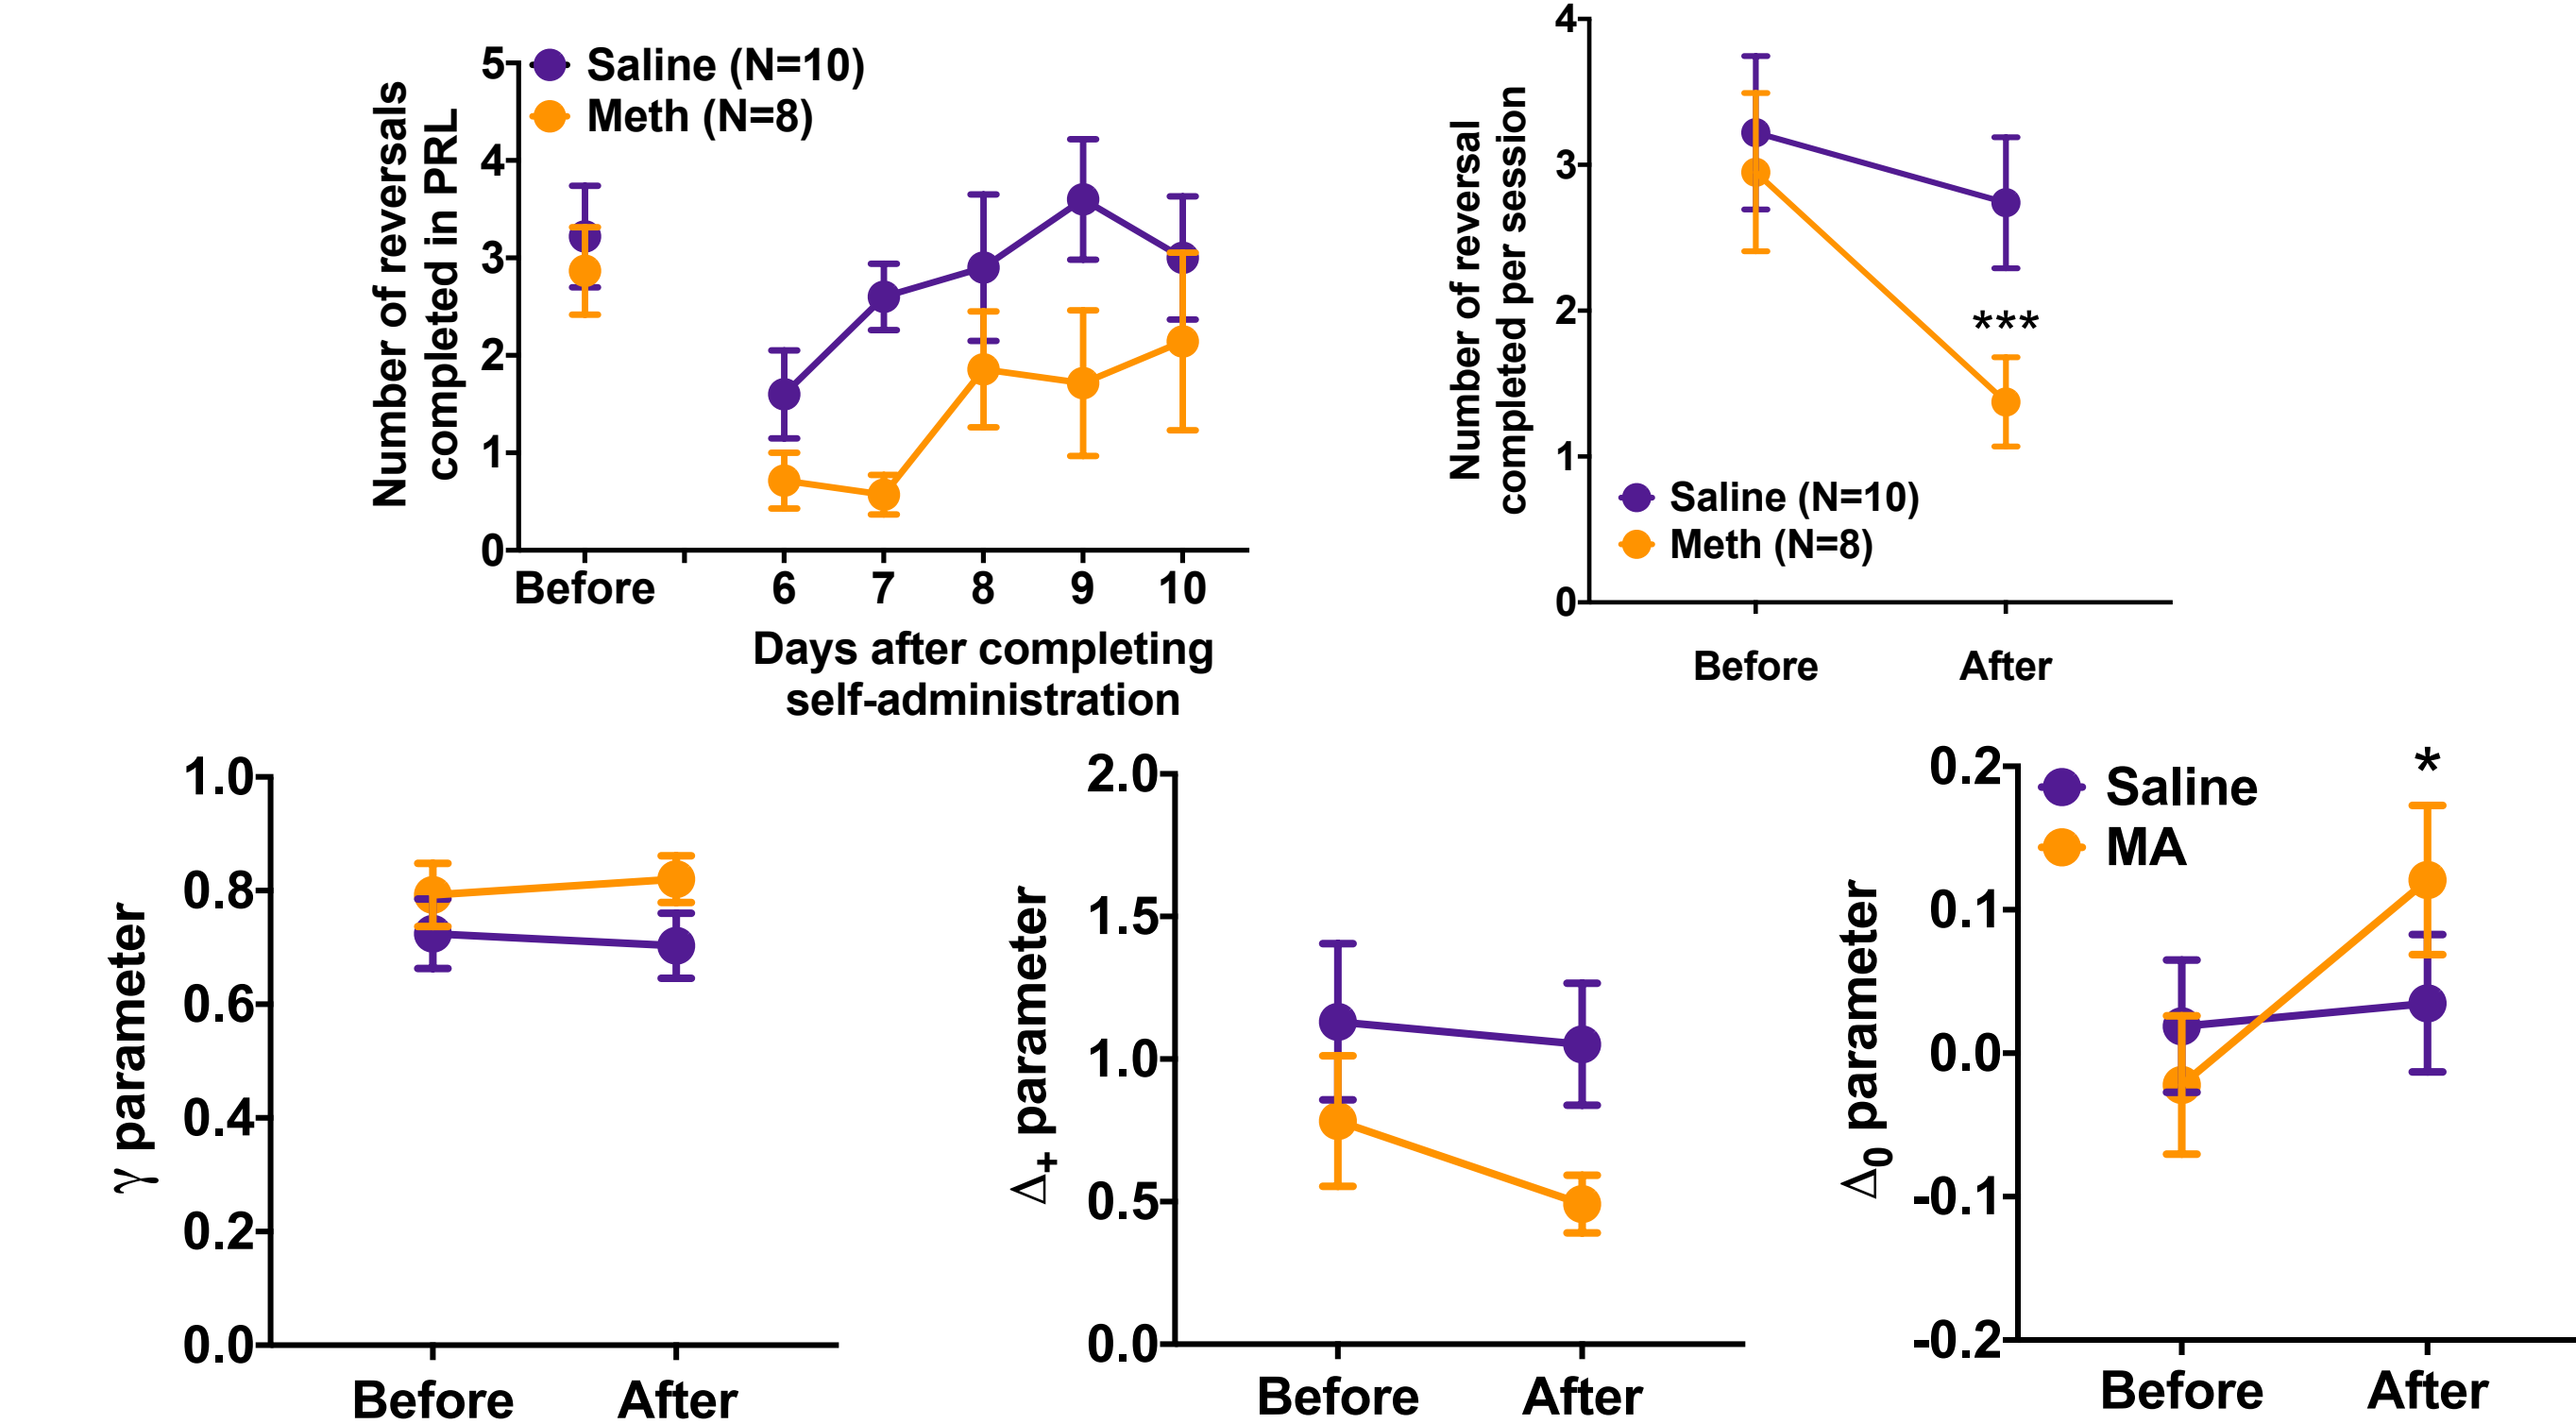 Number of reversals
completed in PRL
5
4
3
2
1
0
Saline (N=10)
Meth (N=8)
Before 6 7 8 9 10
Days after completing
self-administration
Number of reversal
completed per session
4
3
2
1
0
***
Saline (N=10)
Meth (N=8)
Before After
γ parameter
1.0
0.8
0.6
0.4
0.2
0.0
Before After
Δ+ parameter
2.0
1.5
1.0
0.5
0.0
Before After
Δ0 parameter
0.2
0.1
0.0
-0.1
-0.2
Saline
MA
*
Before After